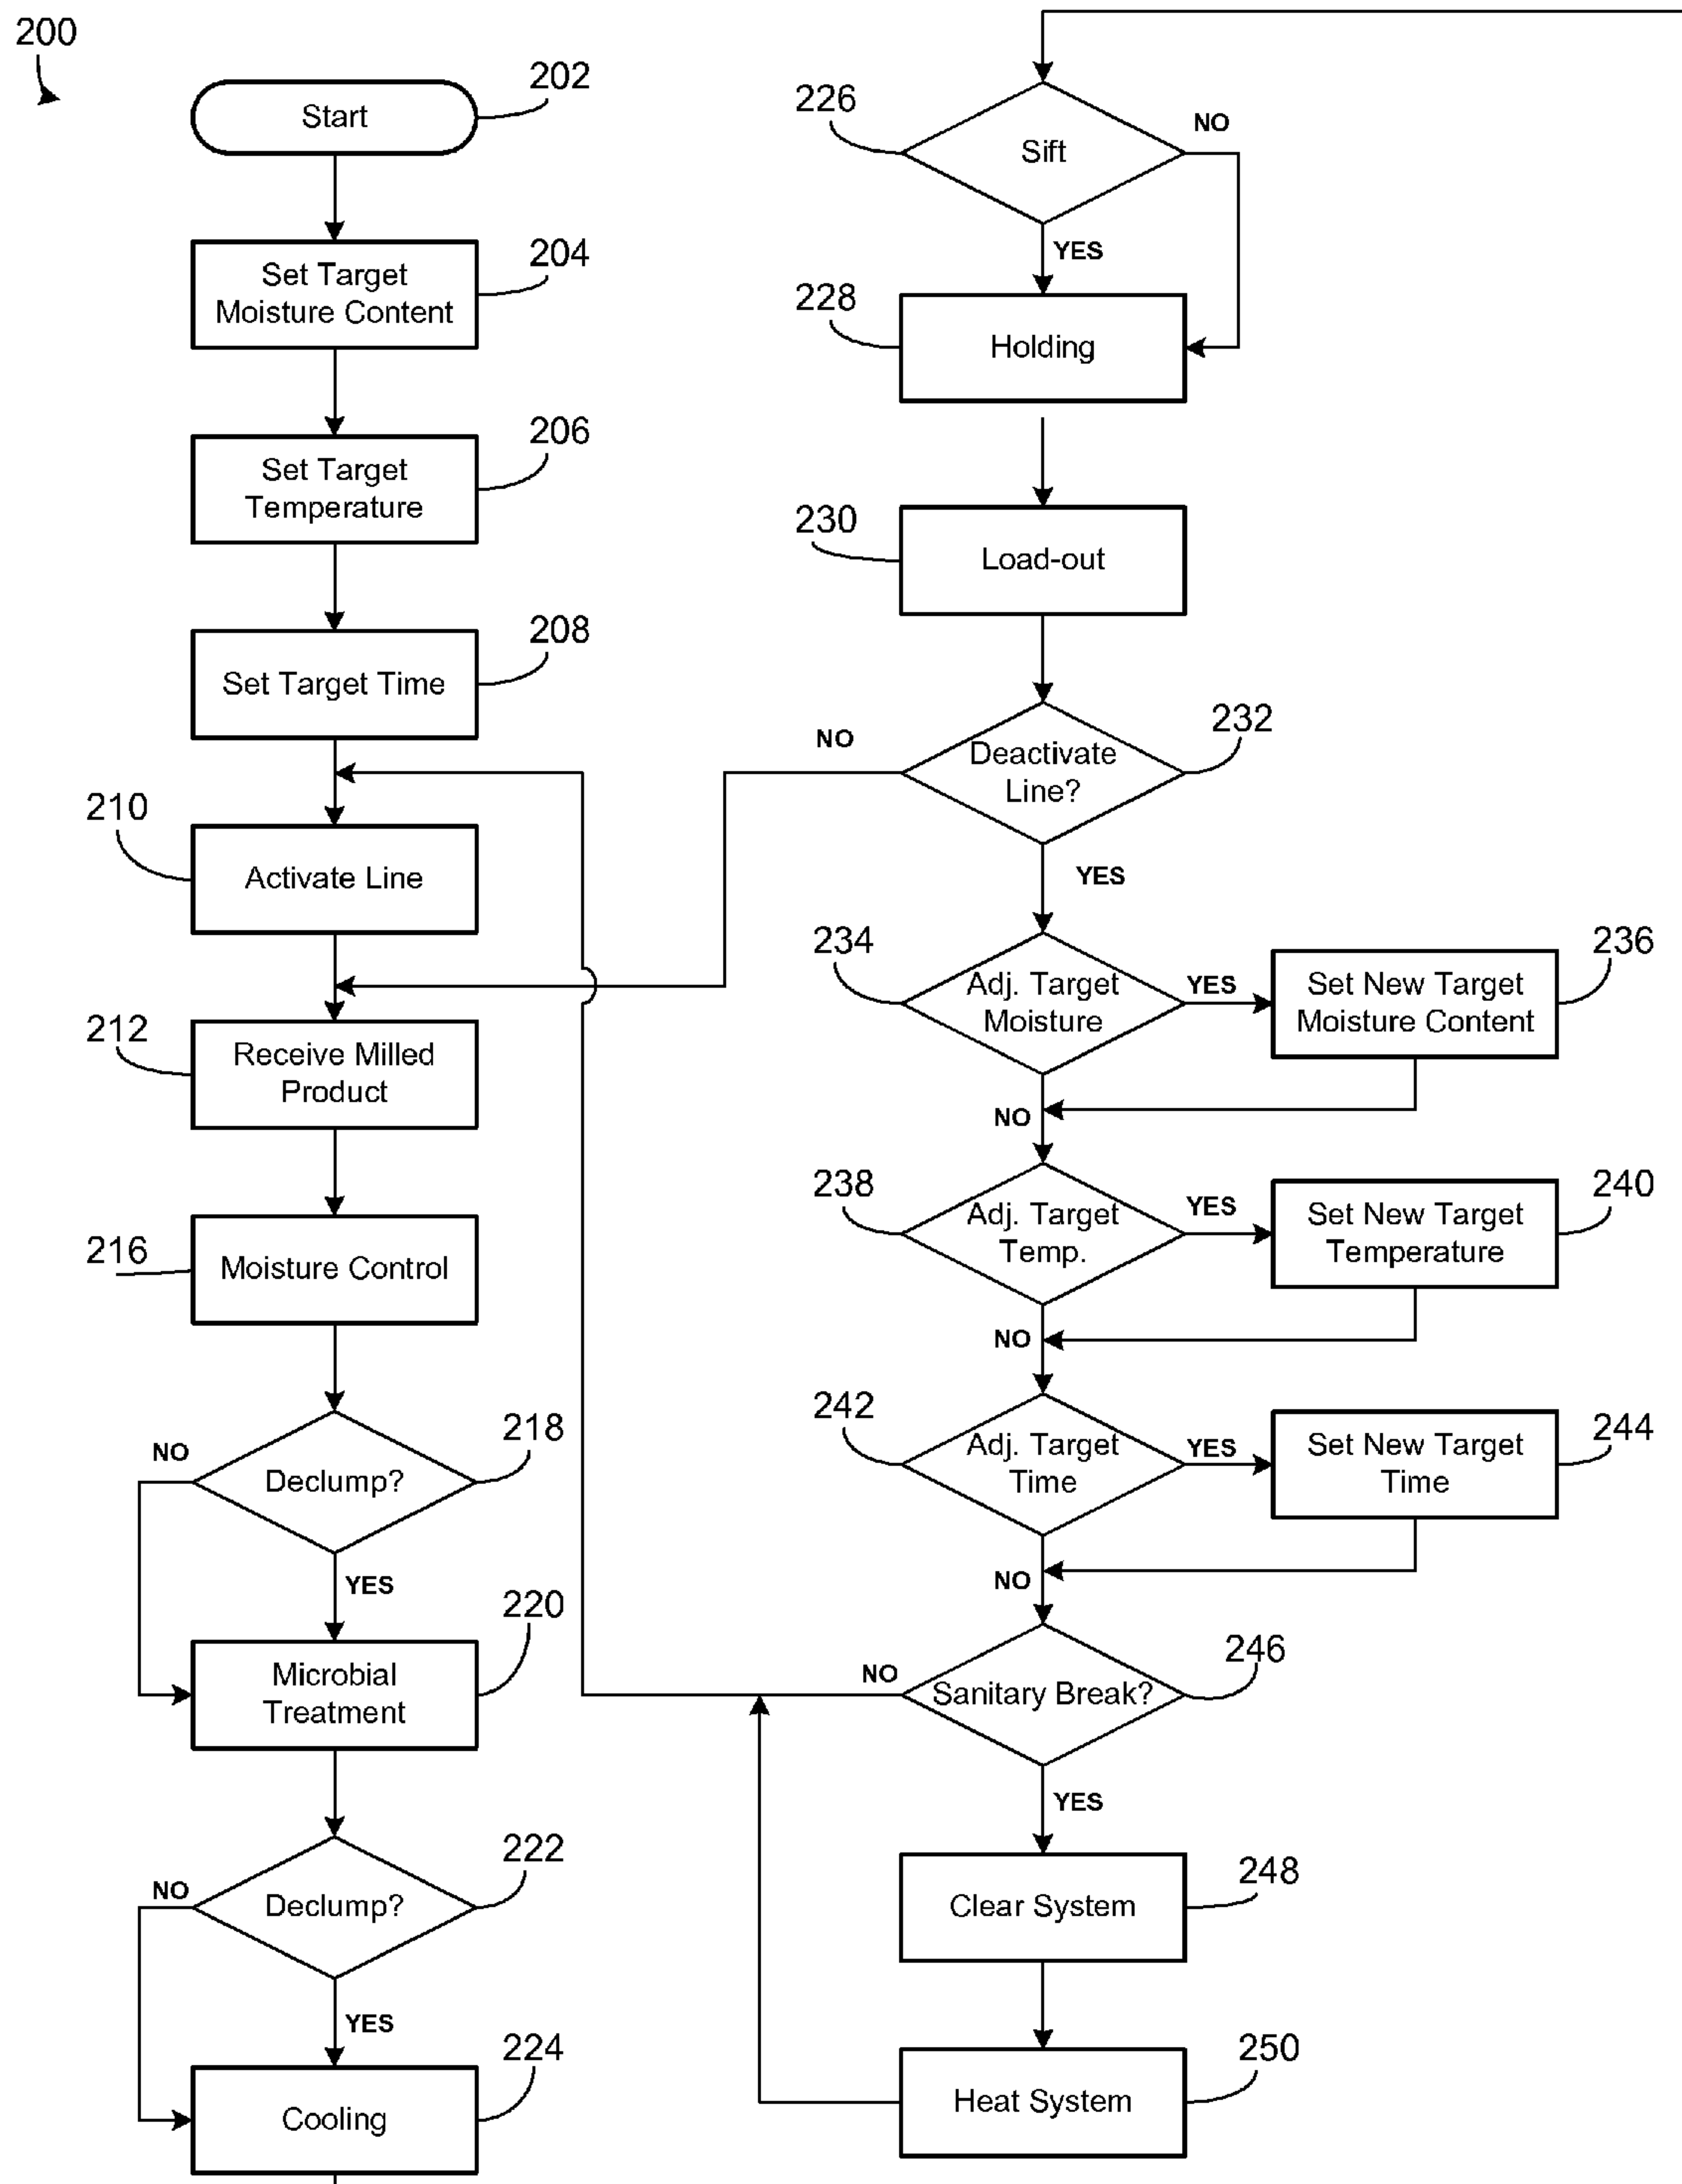 200
Start
202
Set Target
Moisture Content
204
Set Target
Temperature
206
Set Target Time
208
210
Activate Line
212
Receive Milled
Product
216
Moisture Control
NO
Declump?
218
YES
Microbial
Treatment
220
NO
Declump?
222
YES
Cooling
224
226
Sift
NO
YES
228
Holding
230
Load-out
NO
Deactivate
Line?
232
YES
234
Adj. Target
Moisture
YES
Set New Target
Moisture Content
236
NO
238
Adj. Target
Temp.
YES
Set New Target
Temperature
240
NO
242
Adj. Target
Time
YES
Set New Target
Time
244
NO
NO
Sanitary Break?
246
YES
Clear System
248
Heat System
250